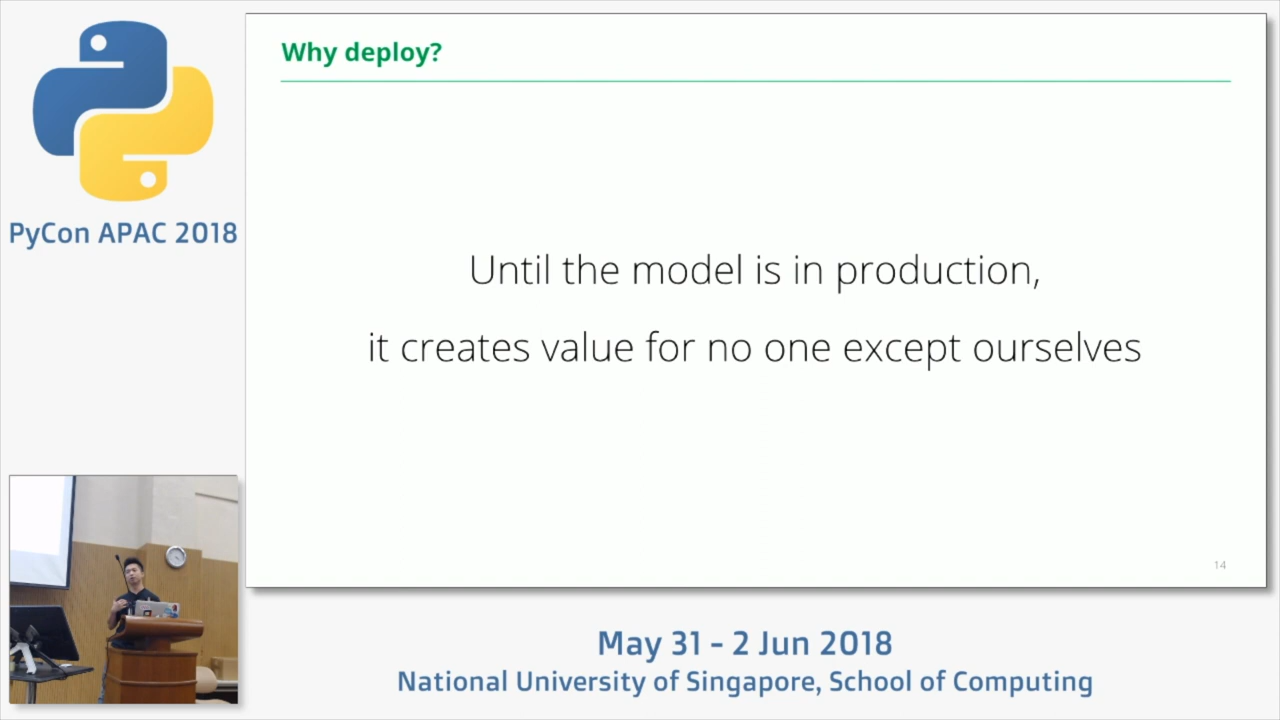 Why deploy?
PyCon APAC 2018
Until the model is in production,
it creates value for no one except ourselves
14
May 31 - 2 Jun 2018
National University of Singapore, School of Computing